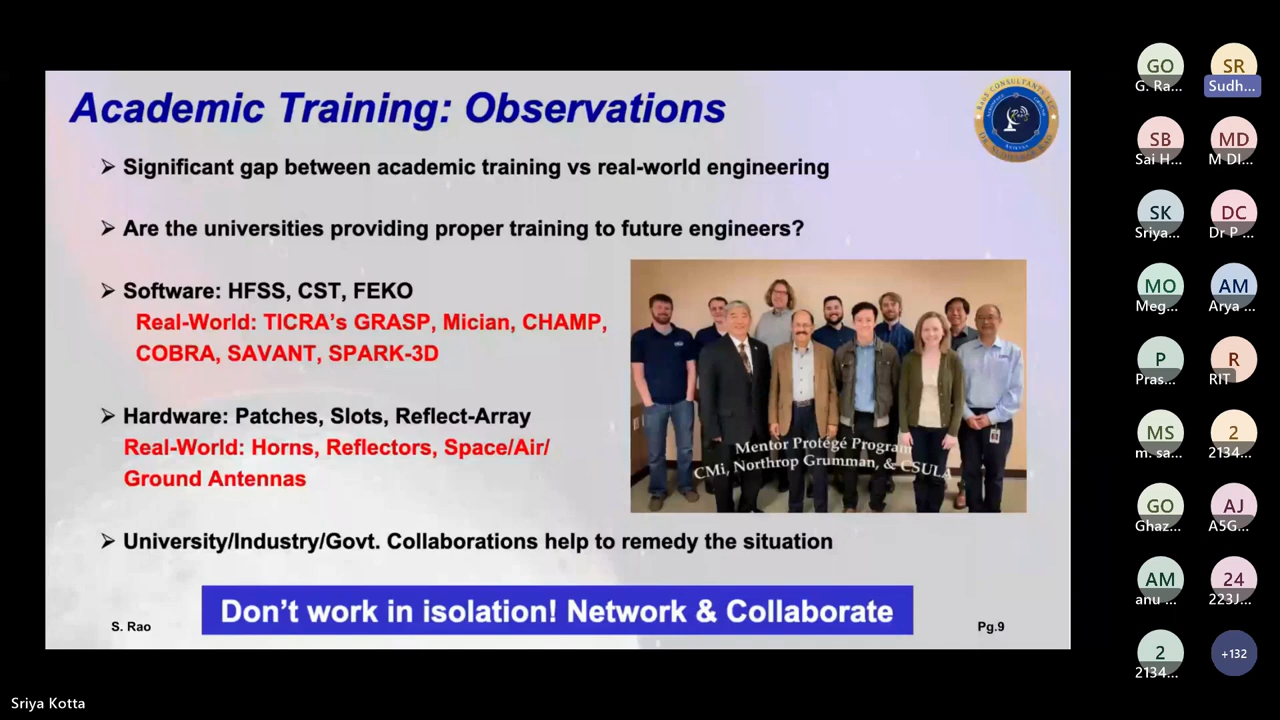 Academic Training: Observations
➢ Significant gap between academic training vs real-world engineering
➢ Are the universities providing proper training to future engineers?
➢ Software: HFSS, CST, FEKO
Real-World: TICRA's GRASP, Mician, CHAMP,
COBRA, SAVANT, SPARK-3D
➢ Hardware: Patches, Slots, Reflect-Array
Real-World: Horns, Reflectors, Space/Air/
Ground Antennas
Mentor Protégé Program
CMi, Northrop Grumman, & CSULA
➢ University/Industry/Govt. Collaborations help to remedy the situation
Don't work in isolation! Network & Collaborate
S. Rao
Pg.9
GO
G. Ra...
SR
Sudh...
SB
Sai H...
MD
M DI...
SK
Sriya...
DC
Dr P ...
MO
Meg...
AM
Arya ...
P
Pras...
R
RIT
MS
m. sa...
2
2134...
GO
Ghaz...
AJ
A5G...
AM
anu ...
24
223J...
2
2134...
+132
Sriya Kotta